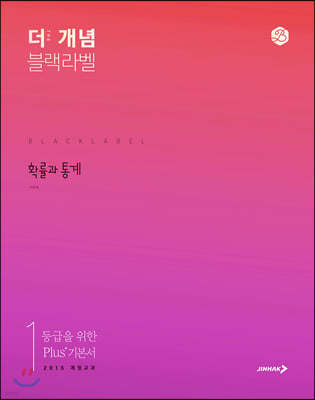 더 개념
블랙라벨
BLACKLABEL
확률과 통계
1등급을 위한
Plus⁺기본서
2015 개정교과
JINHAK